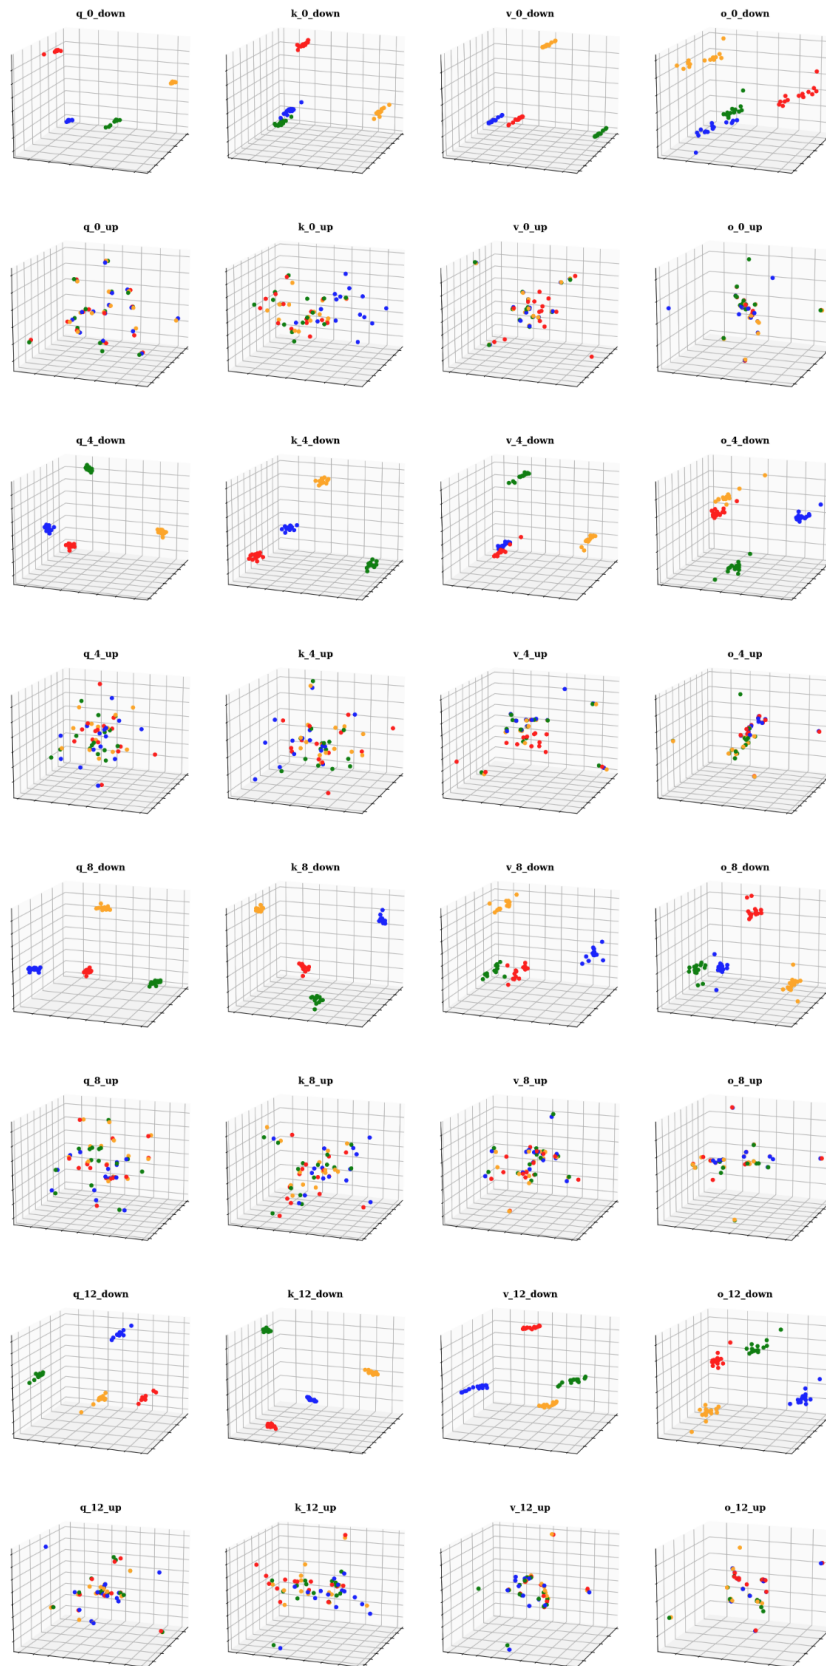 q_0_down k_0_down v_0_down o_0_down
q_0_up k_0_up v_0_up o_0_up
q_4_down k_4_down v_4_down o_4_down
q_4_up k_4_up v_4_up o_4_up
q_8_down k_8_down v_8_down o_8_down
q_8_up k_8_up v_8_up o_8_up
q_12_down k_12_down v_12_down o_12_down
q_12_up k_12_up v_12_up o_12_up